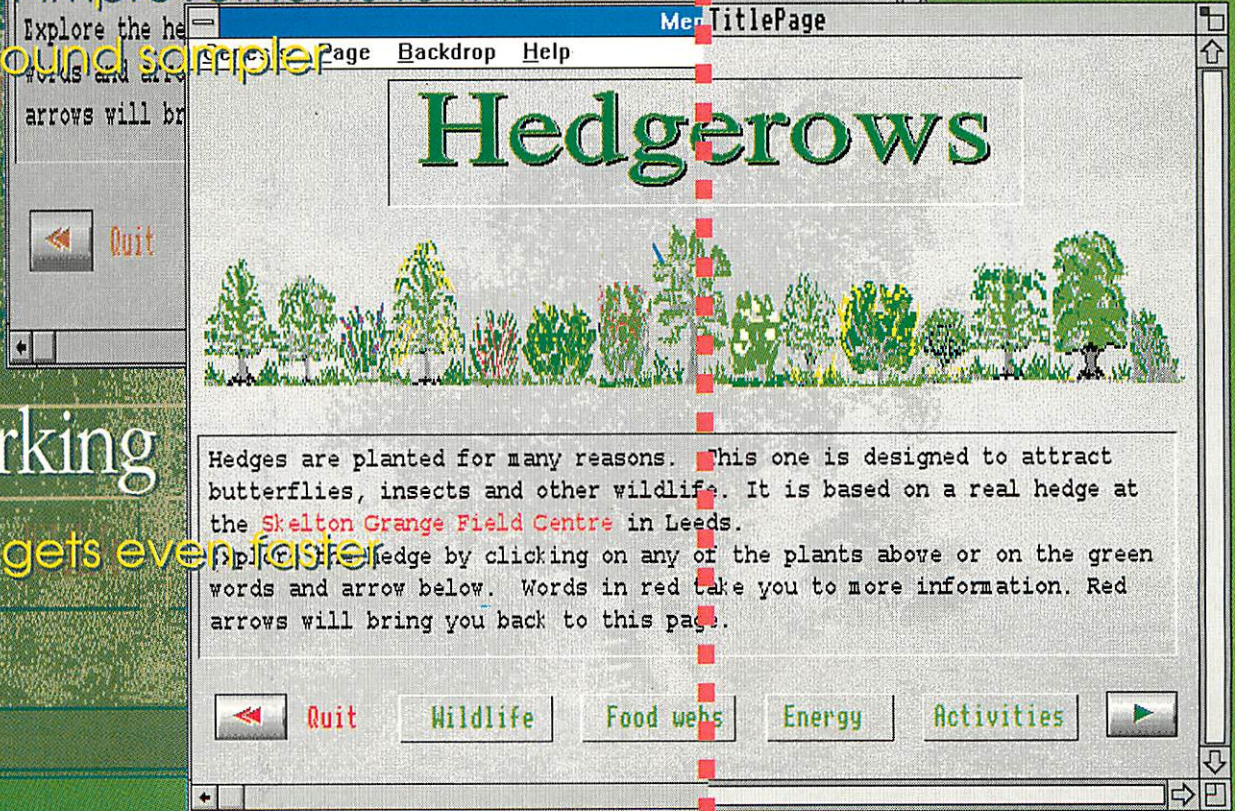 Explore the he
ound sampler
words and arro
arrows will br
Quit
rking
gets even faster
TitlePage
Page Backdrop Help
Hedgerows
Hedges are planted for many reasons. This one is designed to attract
butterflies, insects and other wildlife. It is based on a real hedge at
the Skelton Grange Field Centre in Leeds.
hedge by clicking on any of the plants above or on the green
words and arrow below. Words in red take you to more information. Red
arrows will bring you back to this page.
Quit Wildlife Food webs Energy Activities